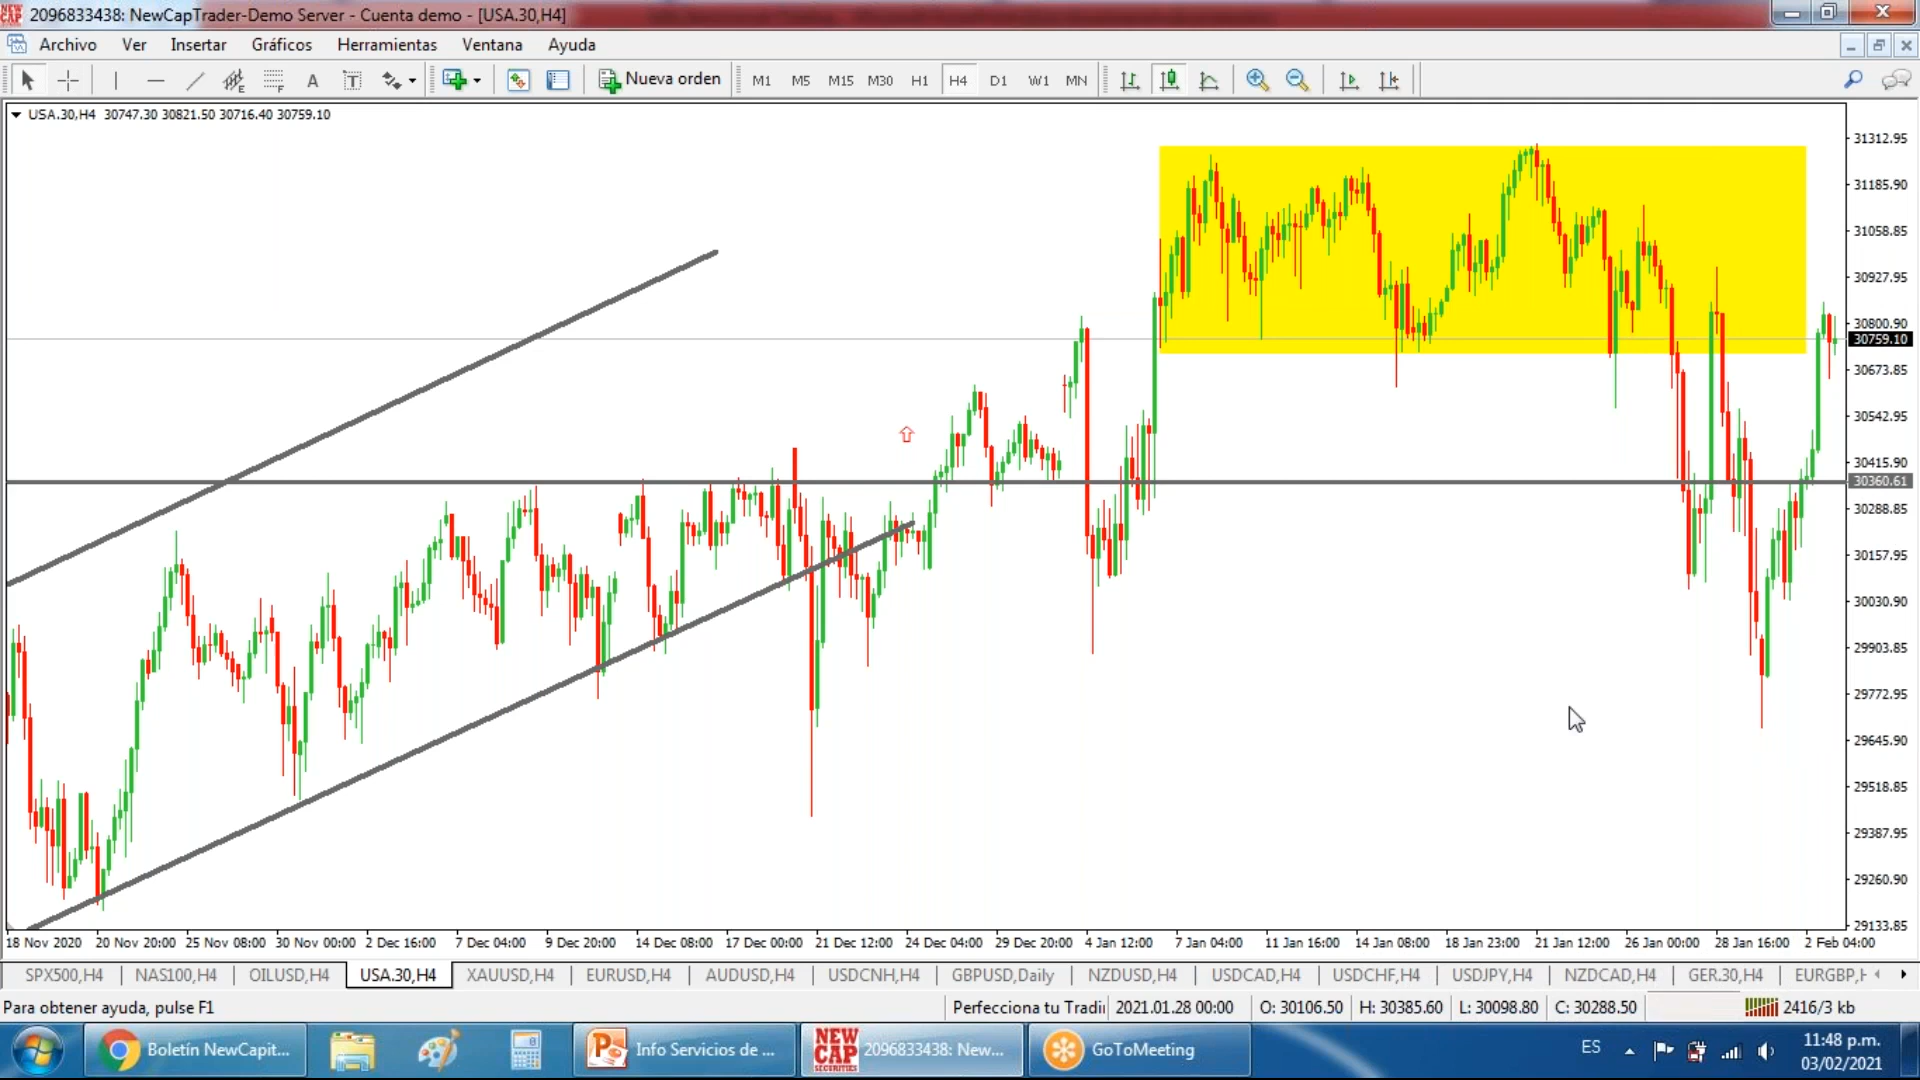 2096833438: NewCapTrader-Demo Server - Cuenta demo - [USA.30,H4]
Archivo Ver Insertar Gráficos Herramientas Ventana Ayuda
Nueva orden M1 M5 M15 M30 H1 H4 D1 W1 MN
USA.30,H4 30747.30 30821.50 30716.40 30759.10
31312.95
31185.90
31058.85
30927.95
30800.90
30759.10
30673.85
30542.95
30415.90
30360.61
30288.85
30157.95
30030.90
29903.85
29772.95
29645.90
29518.85
29387.95
29260.90
29133.85
18 Nov 2020 20 Nov 20:00 25 Nov 08:00 30 Nov 00:00 2 Dec 16:00 7 Dec 04:00 9 Dec 20:00 14 Dec 08:00 17 Dec 00:00 21 Dec 12:00 24 Dec 04:00 29 Dec 20:00 4 Jan 12:00 7 Jan 04:00 11 Jan 16:00 14 Jan 08:00 18 Jan 23:00 21 Jan 12:00 26 Jan 00:00 28 Jan 16:00 2 Feb 04:00
SPX500,H4 NAS100,H4 OILUSD,H4 USA.30,H4 XAUUSD,H4 EURUSD,H4 AUDUSD,H4 USDCNH,H4 GBPUSD,Daily NZDUSD,H4 USDCAD,H4 USDCHF,H4 USDJPY,H4 NZDCAD,H4 GER.30,H4 EURGBP,H
Para obtener ayuda, pulse F1 Perfecciona tu Tradin 2021.01.28 00:00 O: 30106.50 H: 30385.60 L: 30098.80 C: 30288.50 2416/3 kb
Boletín NewCapit... Info Servicios de ... NEW CAP SECURITIES 2096833438: New... GoToMeeting ES 11:48 p.m.
03/02/2021